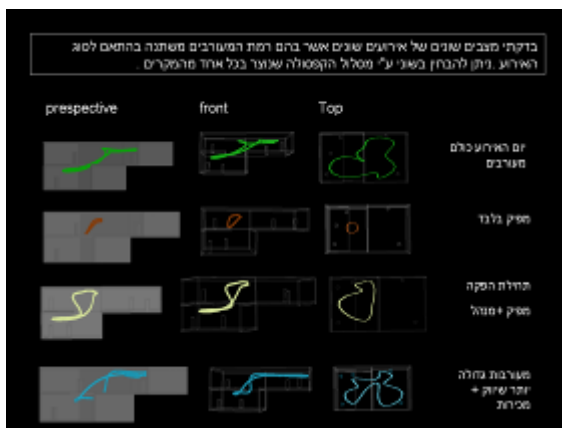 בדקתי מצבים שונים של אירועים שונים אשר בהם רמת המעורבים משתנה בהתאם לסוג
האירוע .ניתן להבחין בשוני ע"י מסלול הקפסולה שנוצר בכל אחד מהמקרים .
prespective front Top
יום האירוע כולם
מעורבים
מפיק בלבד
תחילת הפקה
מפיק +מנהל
מעורבות גדולה
יותר שיווק +
מכירות